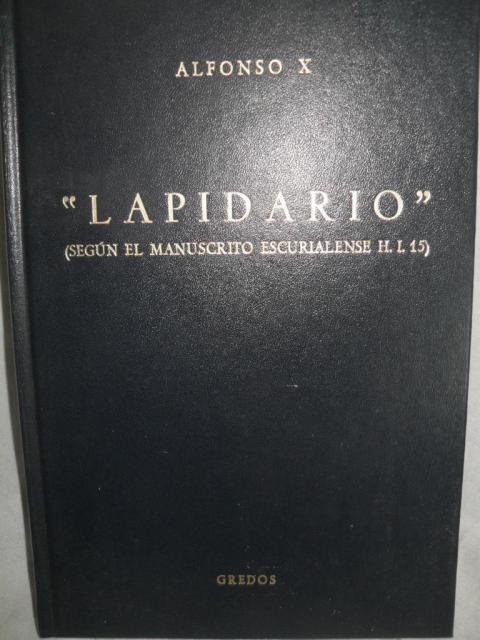 ALFONSO X
“LAPIDARIO”
(SEGÚN EL MANUSCRITO ESCURIALENSE H. I. 15)
GREDOS